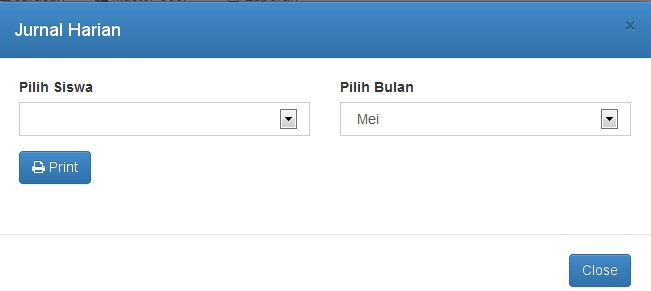 Jurnal Harian
×
Pilih Siswa
Pilih Bulan
Mei
Print
Close